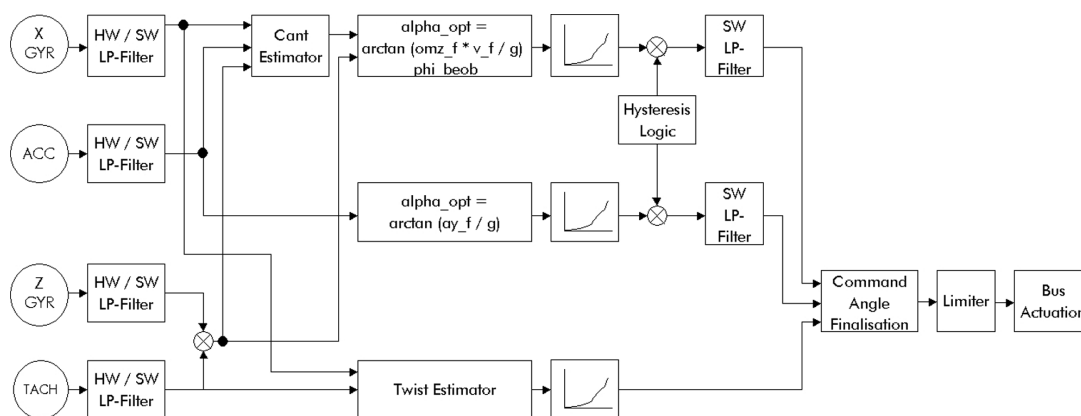 X
GYR
HW / SW
LP-Filter
Cant
Estimator
alpha_opt =
arctan (omz_f * v_f / g)
phi_beob
SW
LP-
Filter
Hysteresis
Logic
ACC
HW / SW
LP-Filter
alpha_opt =
arctan (ay_f / g)
SW
LP-
Filter
Z
GYR
HW / SW
LP-Filter
Command
Angle
Finalisation
Limiter
Bus
Actuation
TACH
HW / SW
LP-Filter
Twist Estimator